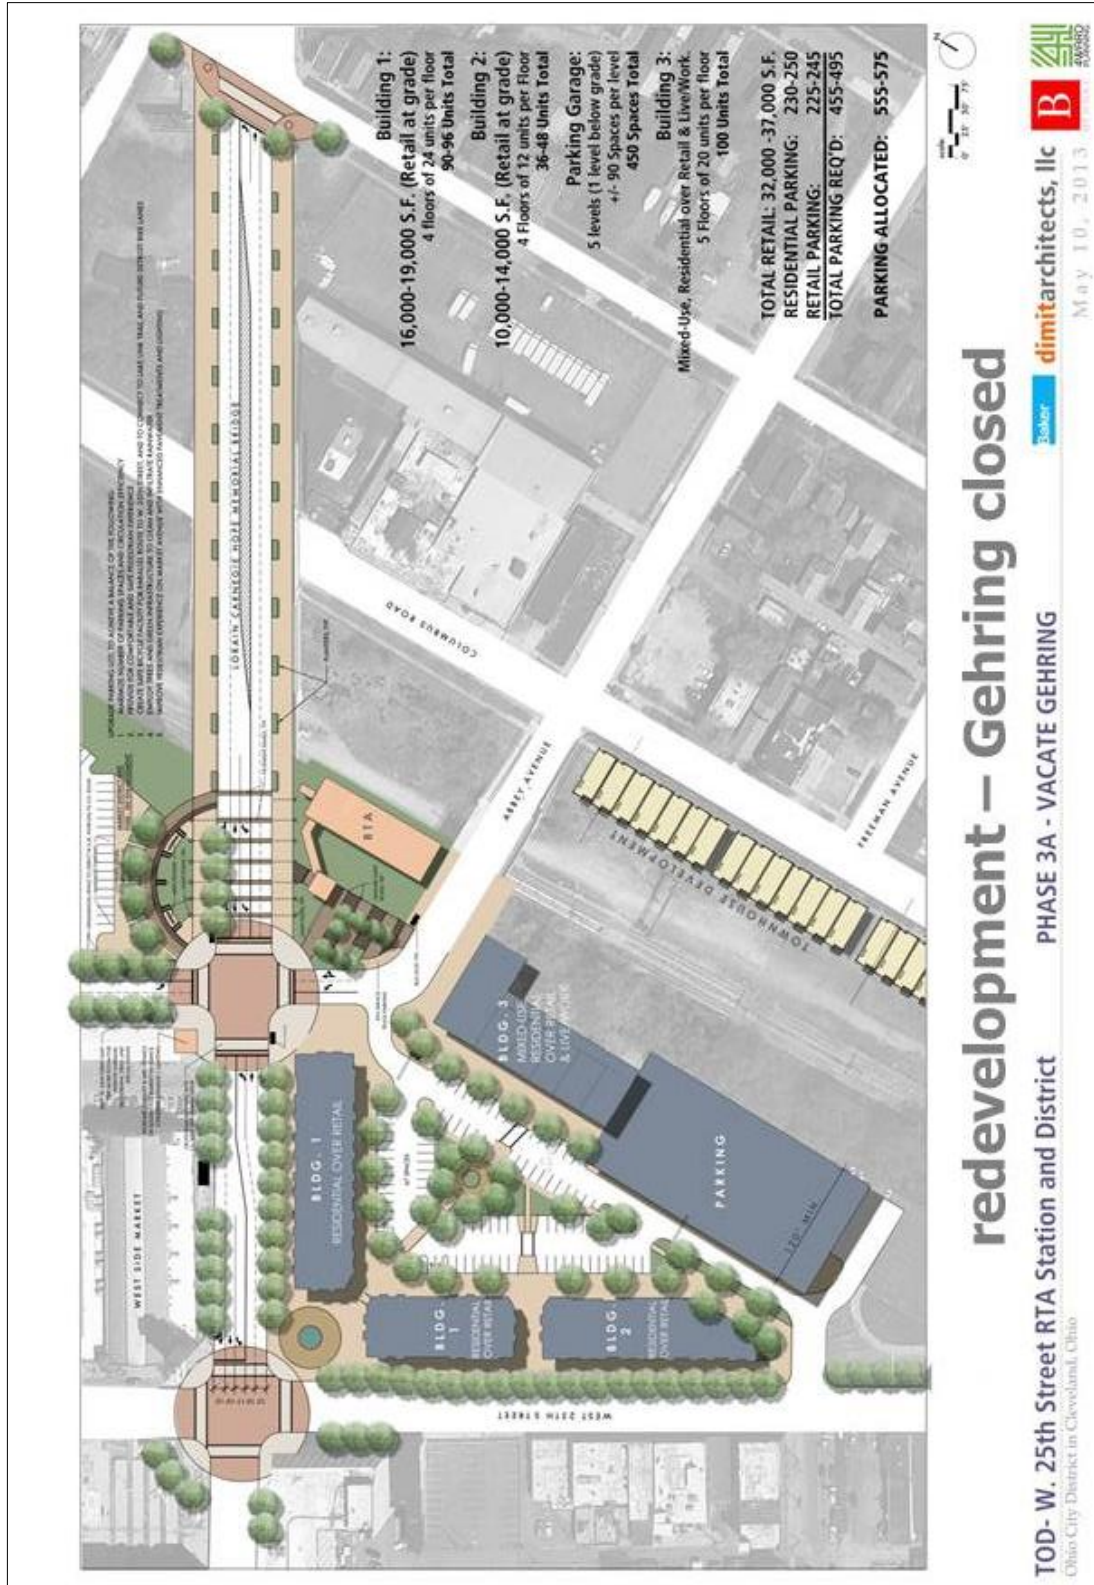 Building 1:
16,000-19,000 S.F. (Retail at grade)
4 floors of 24 units per floor
90-96 Units Total
Building 2:
10,000-14,000 S.F. (Retail at grade)
4 Floors of 12 units per Floor
36-48 Units Total
Parking Garage:
5 levels (1 level below grade)
+/- 90 Spaces per level
450 Spaces Total
Building 3:
Mixed-Use, Residential over Retail & Live/Work.
5 Floors of 20 units per floor
100 Units Total
TOTAL RETAIL: 32,000 -37,000 S.F.
RESIDENTIAL PARKING: 230-250
RETAIL PARKING: 225-245
TOTAL PARKING REQ'D: 455-495
PARKING ALLOCATED: 555-575
LORAIN CARNEGIE HOPE MEMORIAL BRIDGE
COLUMBUS ROAD
ABBEY AVENUE
FREEMAN AVENUE
RTA
TOWNHOUSE DEVELOPMENT
WEST SIDE MARKET
BLDG. 1
RESIDENTIAL OVER RETAIL
BLDG. 3
MIXED-USE
RESIDENTIAL
OVER RETAIL
& LIVE/WORK
BLDG.
1
RESIDENTIAL
OVER RETAIL
BLDG.
2
RESIDENTIAL
OVER RETAIL
PARKING
120' MIN.
WEST 25TH STREET
redevelopment – Gehring closed
TOD- W. 25th Street RTA Station and District
PHASE 3A - VACATE GEHRING
Baker
dimitarchitects, llc
B
4WARD
PLANNING
Ohio City District in Cleveland, Ohio
May 10, 2013